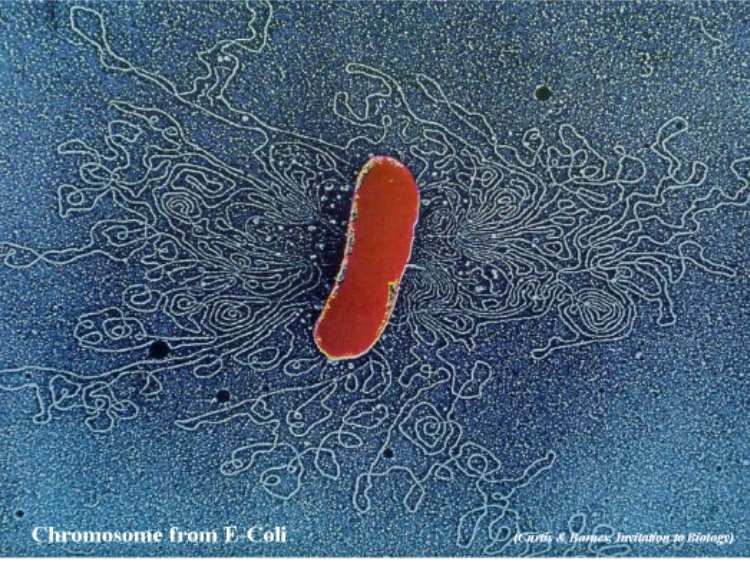 Chromosome from E-Coli
(Curtis & Barnes, Invitation to Biology)